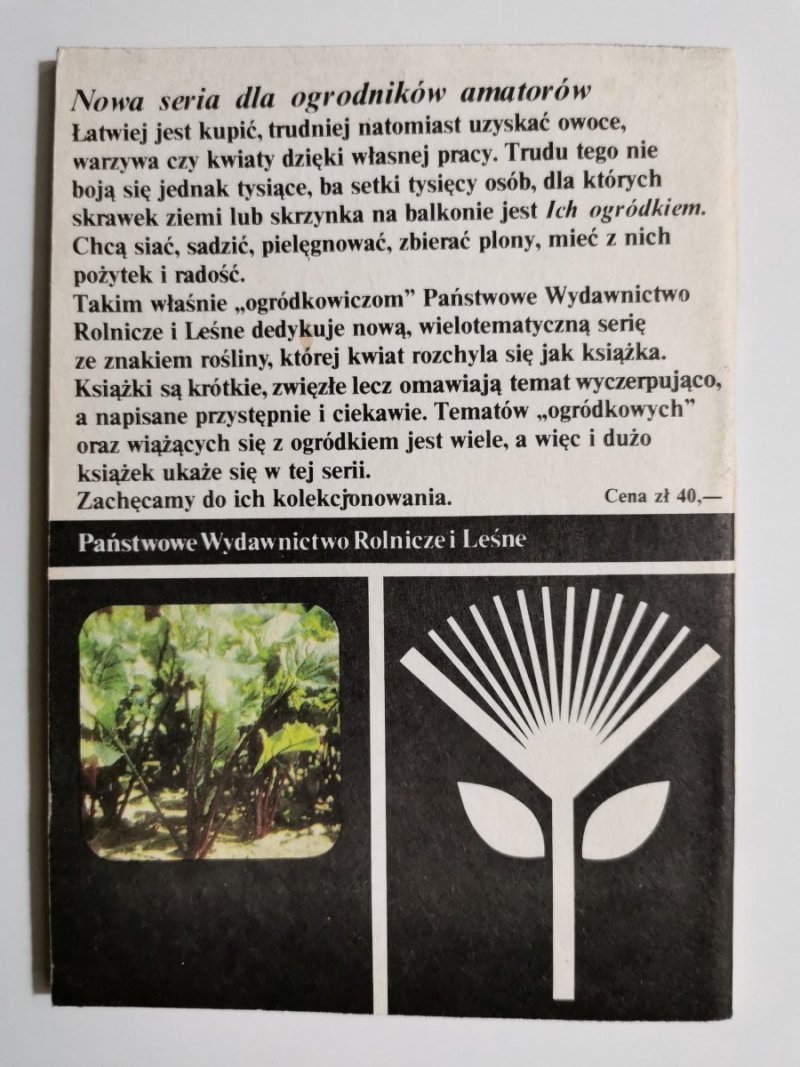 Nowa seria dla ogrodników amatorów
Łatwiej jest kupić, trudniej natomiast uzyskać owoce,
warzywa czy kwiaty dzięki własnej pracy. Trudu tego nie
boją się jednak tysiące, ba setki tysięcy osób, dla których
skrawek ziemi lub skrzynka na balkonie jest Ich ogródkiem.
Chcą siać, sadzić, pielęgnować, zbierać plony, mieć z nich
pożytek i radość.
Takim właśnie „ogródkowiczom” Państwowe Wydawnictwo
Rolnicze i Leśne dedykuje nową, wielotematyczną serię
ze znakiem rośliny, której kwiat rozchyla się jak książka.
Książki są krótkie, zwięzłe lecz omawiają temat wyczerpująco,
a napisane przystępnie i ciekawie. Tematów „ogródkowych”
oraz wiążących się z ogródkiem jest wiele, a więc i dużo
książek ukaże się w tej serii.
Zachęcamy do ich kolekcjonowania. Cena zł 40,—
Państwowe Wydawnictwo Rolnicze i Leśne